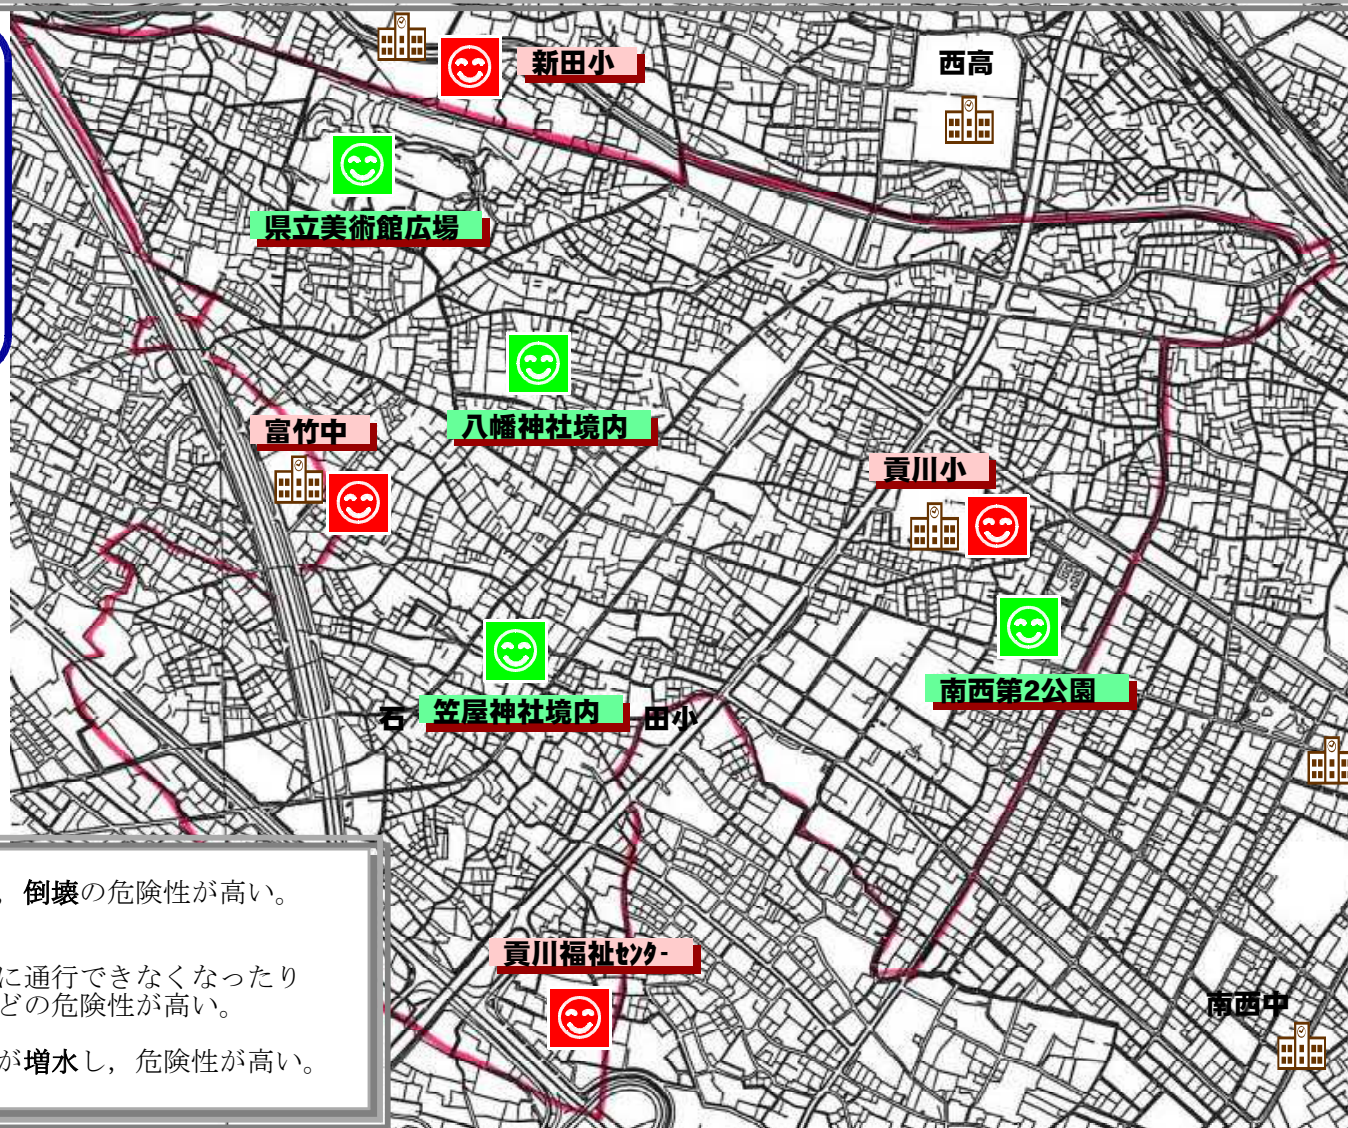 新田小
西高
県立美術館広場
富竹中
八幡神社境内
貢川小
南西第2公園
石
笠屋神社境内
田小
，倒壊の危険性が高い。
に通行できなくなったり
どの危険性が高い。
が増水し，危険性が高い。
貢川福祉ｾﾝﾀｰ
南西中